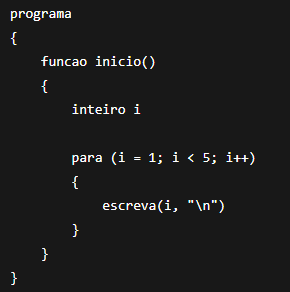 programa
{
    funcao inicio()
    {
        inteiro i

        para (i = 1; i < 5; i++)
        {
            escreva(i, "\n")
        }
    }
}